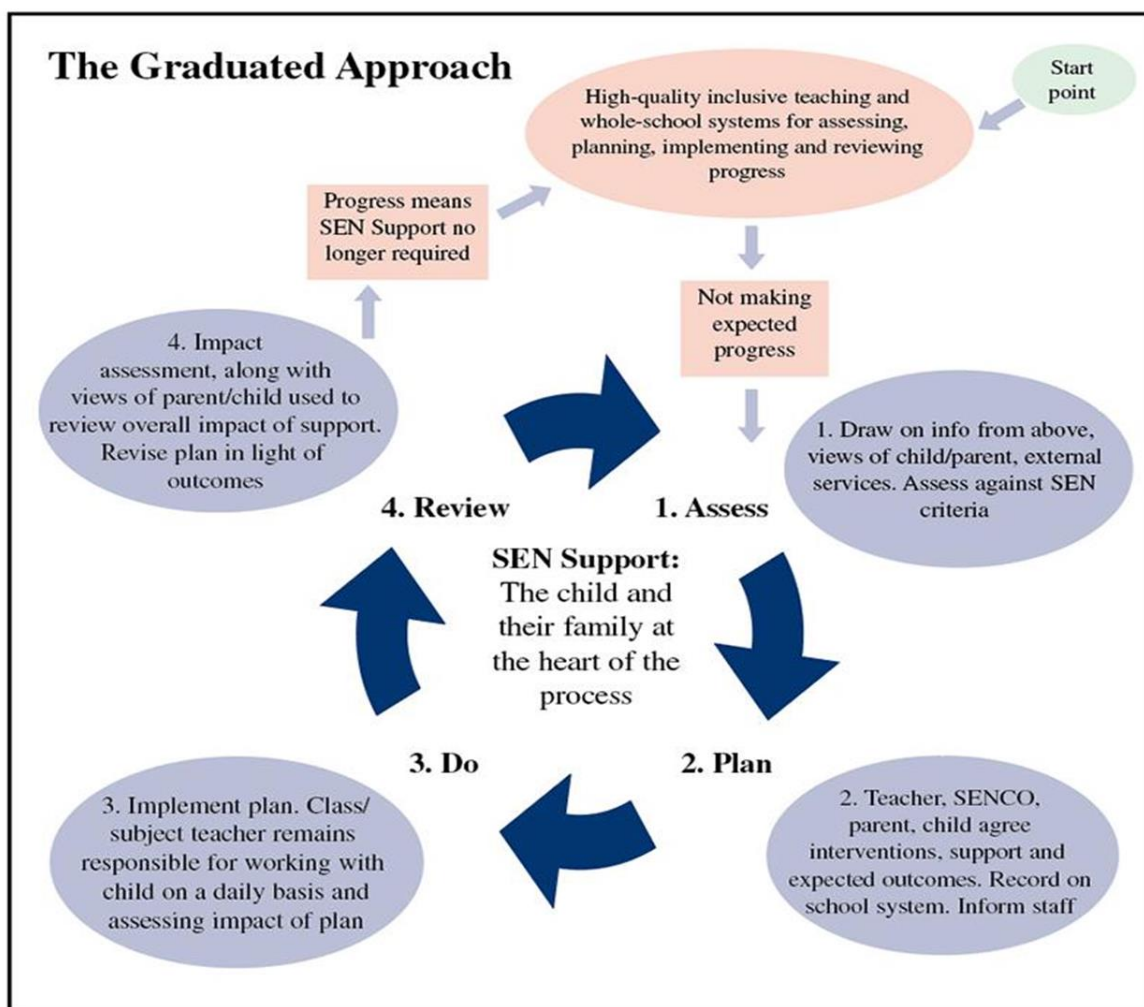 The Graduated Approach
Start
point
High-quality inclusive teaching and
whole-school systems for assessing,
planning, implementing and reviewing
progress
Progress means
SEN Support no
longer required
Not making
expected
progress
4. Impact
assessment, along with
views of parent/child used to
review overall impact of support.
Revise plan in light of
outcomes
1. Draw on info from above,
views of child/parent, external
services. Assess against SEN
criteria
4. Review
1. Assess
SEN Support:
The child and
their family at
the heart of the
process
3. Do
2. Plan
3. Implement plan. Class/
subject teacher remains
responsible for working with
child on a daily basis and
assessing impact of plan
2. Teacher, SENCO,
parent, child agree
interventions, support and
expected outcomes. Record on
school system. Inform staff